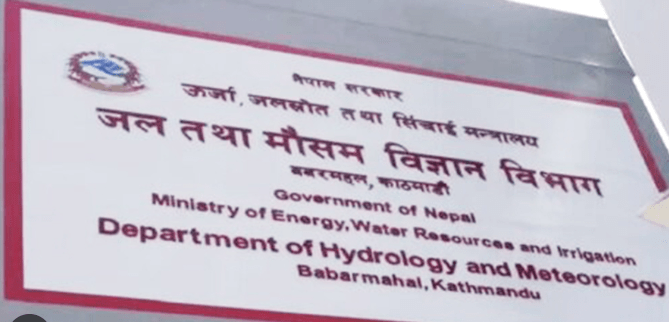 नेपाल सरकार
ऊर्जा, जलस्रोत तथा सिंचाई मन्त्रालय
जल तथा मौसम विज्ञान विभाग
बबरमहल, काठमाडौं
Government of Nepal
Ministry of Energy, Water Resources and Irrigation
Department of Hydrology and Meteorology
Babarmahal, Kathmandu